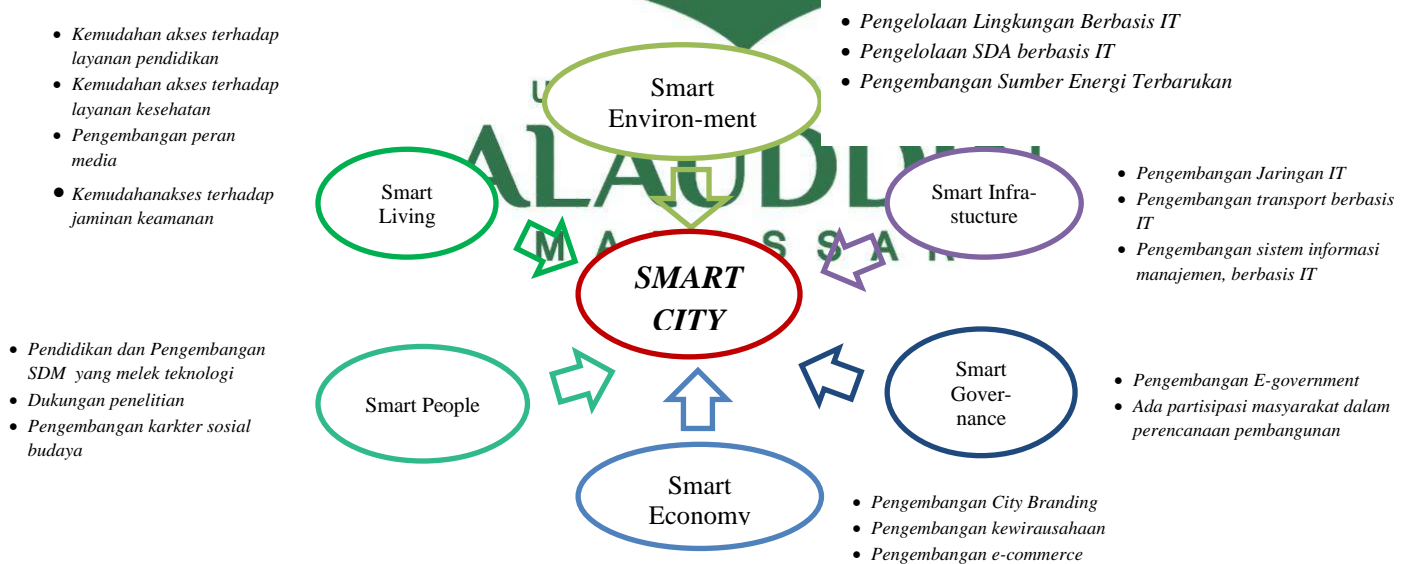 • Kemudahan akses terhadap
layanan pendidikan
• Kemudahan akses terhadap
layanan kesehatan
• Pengembangan peran
media
• Kemudahanakses terhadap
jaminan keamanan
Smart
Environ-ment
• Pengelolaan Lingkungan Berbasis IT
• Pengelolaan SDA berbasis IT
• Pengembangan Sumber Energi Terbarukan
U
ALAUDD
M A S S A R
Smart
Living
Smart Infra-
stucture
• Pengembangan Jaringan IT
• Pengembangan transport berbasis
IT
• Pengembangan sistem informasi
manajemen, berbasis IT
SMART
CITY
• Pendidikan dan Pengembangan
SDM yang melek teknologi
• Dukungan penelitian
• Pengembangan karkter sosial
budaya
Smart People
Smart
Gover-
nance
• Pengembangan E-government
• Ada partisipasi masyarakat dalam
perencanaan pembangunan
Smart
Economy
• Pengembangan City Branding
• Pengembangan kewirausahaan
• Pengembangan e-commerce